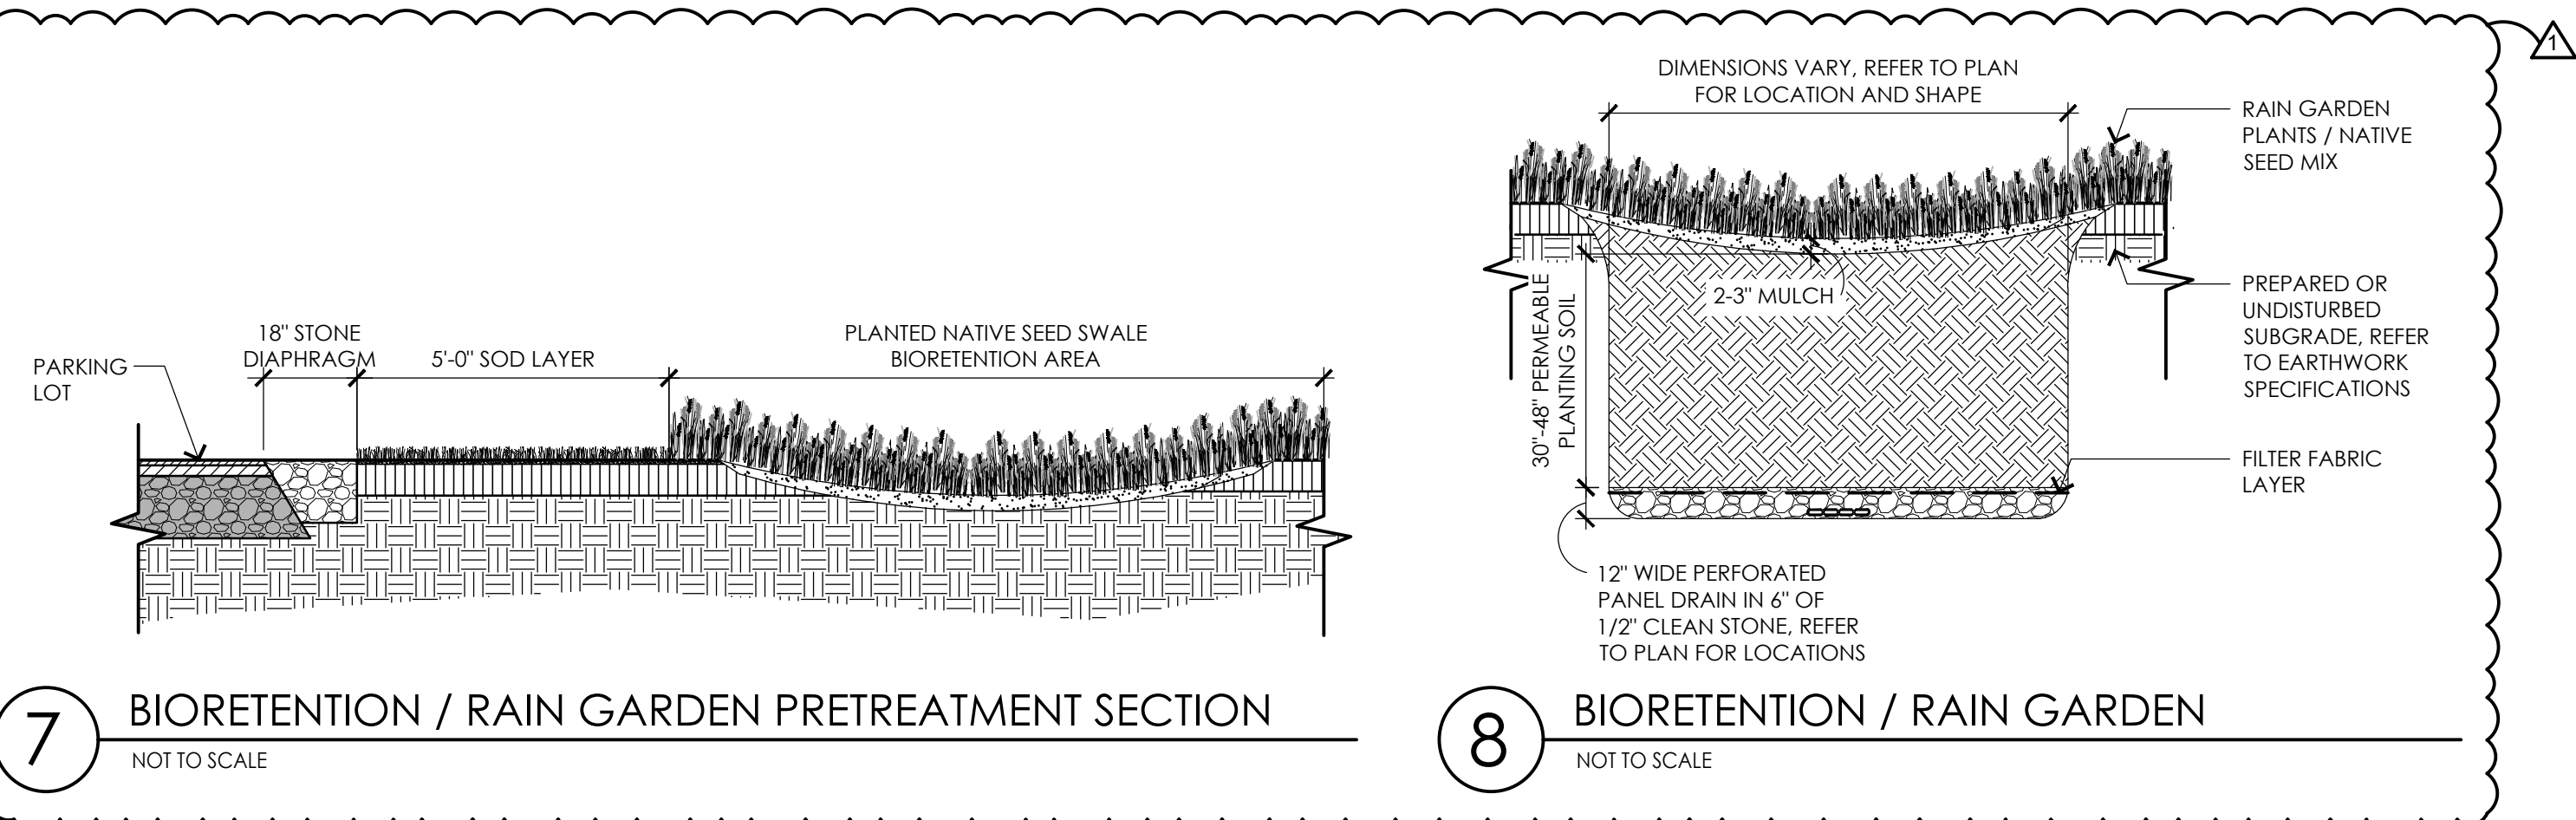 1
PARKING
LOT
18" STONE
DIAPHRAGM
5'-0" SOD LAYER
PLANTED NATIVE SEED SWALE
BIORETENTION AREA
7
BIORETENTION / RAIN GARDEN PRETREATMENT SECTION
NOT TO SCALE
DIMENSIONS VARY, REFER TO PLAN
FOR LOCATION AND SHAPE
RAIN GARDEN
PLANTS / NATIVE
SEED MIX
2-3" MULCH
30"-48" PERMEABLE
PLANTING SOIL
PREPARED OR
UNDISTURBED
SUBGRADE, REFER
TO EARTHWORK
SPECIFICATIONS
FILTER FABRIC
LAYER
12" WIDE PERFORATED
PANEL DRAIN IN 6" OF
1/2" CLEAN STONE, REFER
TO PLAN FOR LOCATIONS
8
BIORETENTION / RAIN GARDEN
NOT TO SCALE